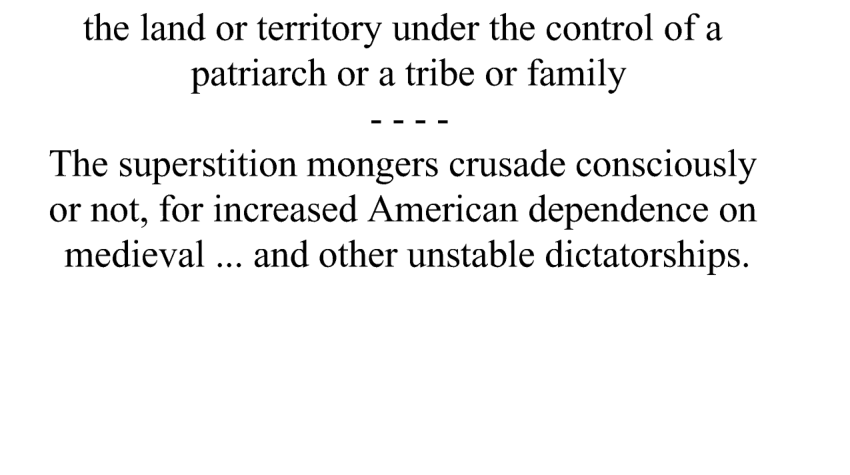 the land or territory under the control of a
patriarch or a tribe or family
- - - -
The superstition mongers crusade consciously
or not, for increased American dependence on
medieval ... and other unstable dictatorships.